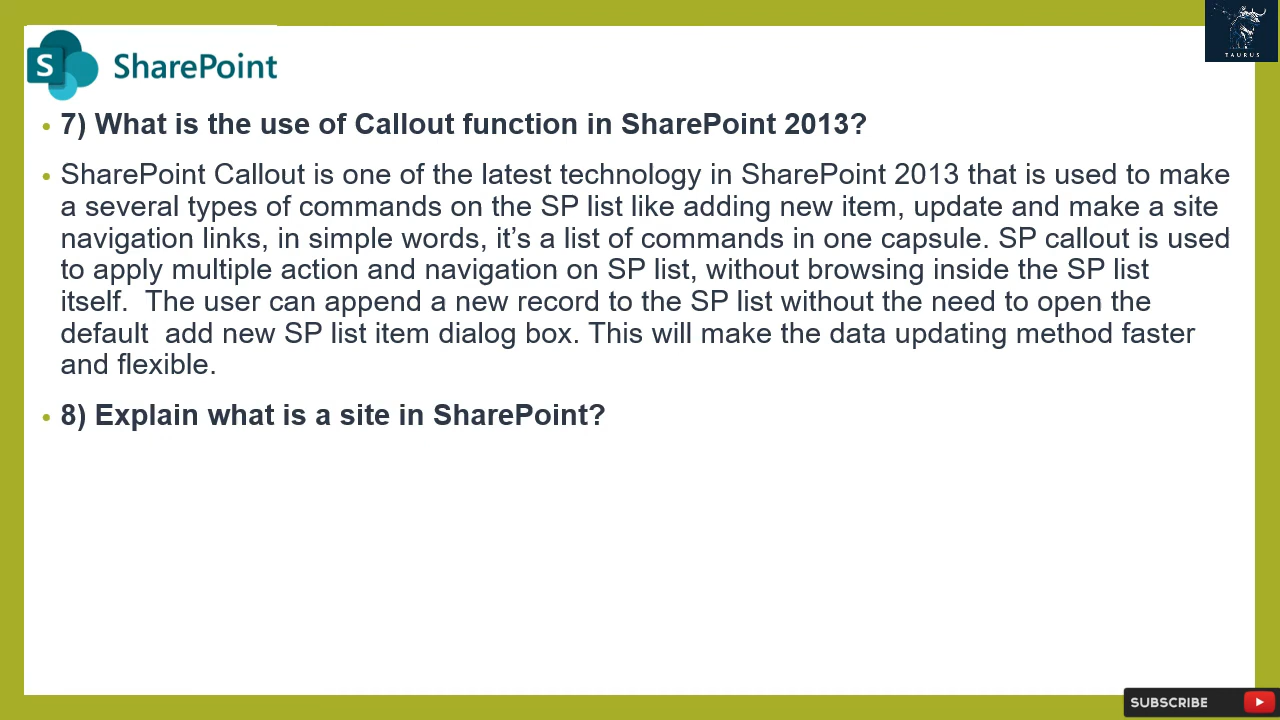 S SharePoint
TAURUS
• 7) What is the use of Callout function in SharePoint 2013?
• SharePoint Callout is one of the latest technology in SharePoint 2013 that is used to make
a several types of commands on the SP list like adding new item, update and make a site
navigation links, in simple words, it’s a list of commands in one capsule. SP callout is used
to apply multiple action and navigation on SP list, without browsing inside the SP list
itself.  The user can append a new record to the SP list without the need to open the
default  add new SP list item dialog box. This will make the data updating method faster
and flexible.
• 8) Explain what is a site in SharePoint?
SUBSCRIBE